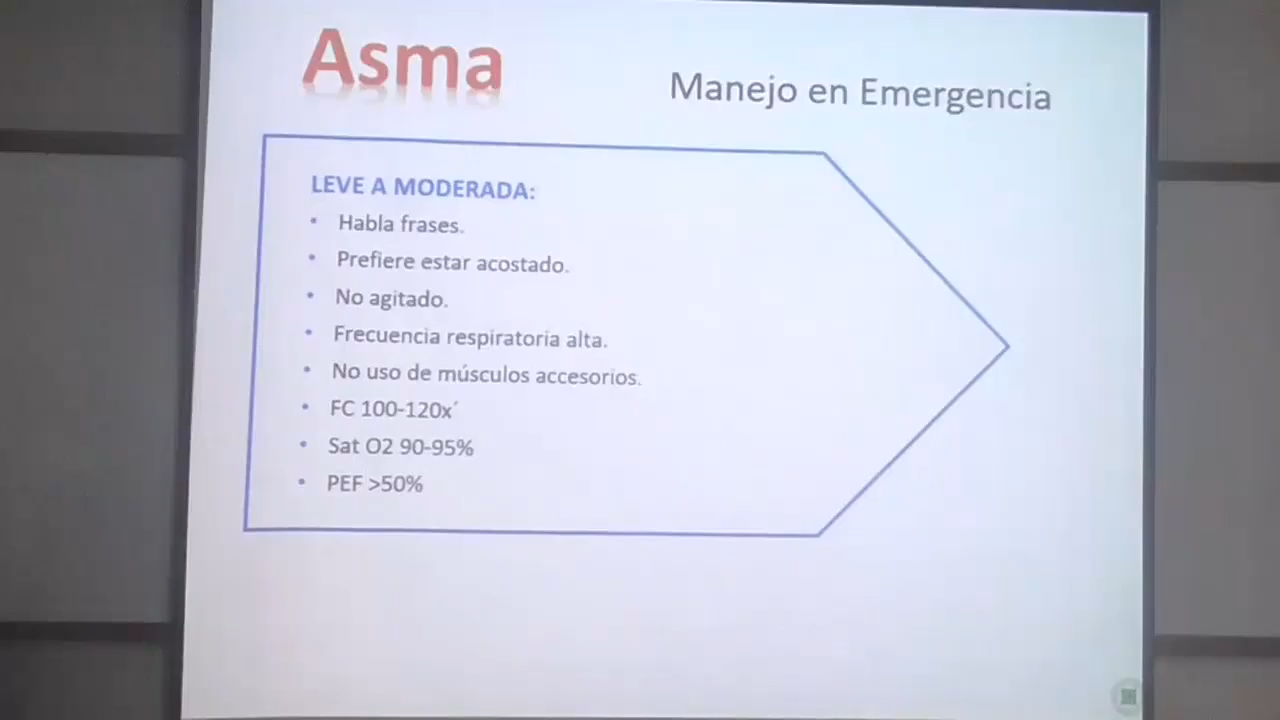 Asma
Manejo en Emergencia
LEVE A MODERADA:
• Habla frases.
• Prefiere estar acostado.
• No agitado.
• Frecuencia respiratoria alta.
• No uso de músculos accesorios.
• FC 100-120x´
• Sat O2 90-95%
• PEF >50%